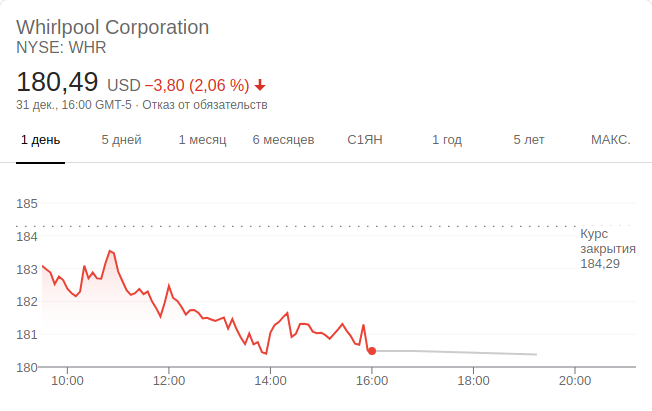 Whirlpool Corporation
NYSE: WHR
180,49 USD −3,80 (2,06 %)
31 дек., 16:00 GMT-5 · Отказ от обязательств
1 день 5 дней 1 месяц 6 месяцев С1ЯН 1 год 5 лет МАКС.
185
184
183
182
181
180
Курс
закрытия
184,29
10:00 12:00 14:00 16:00 18:00 20:00